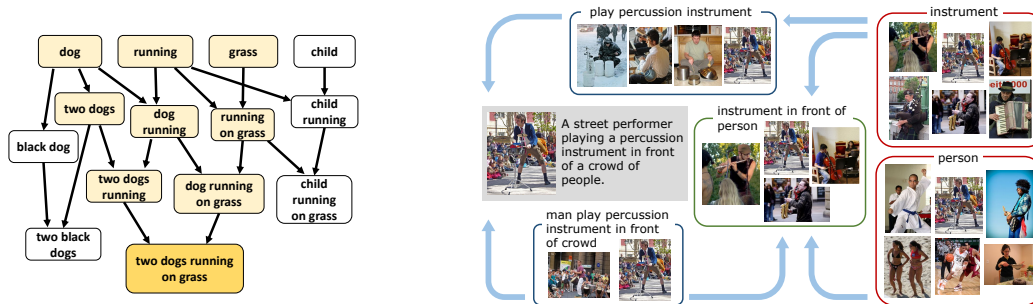 dog
running
grass
child
two dogs
dog
running
running
on grass
child
running
black dog
two dogs
running
dog running
on grass
child
running
on grass
two black
dogs
two dogs running
on grass
play percussion instrument
instrument
A street performer
playing a percussion
instrument in front
of a crowd of
people.
instrument in front of
person
person
man play percussion
instrument in front
of crowd